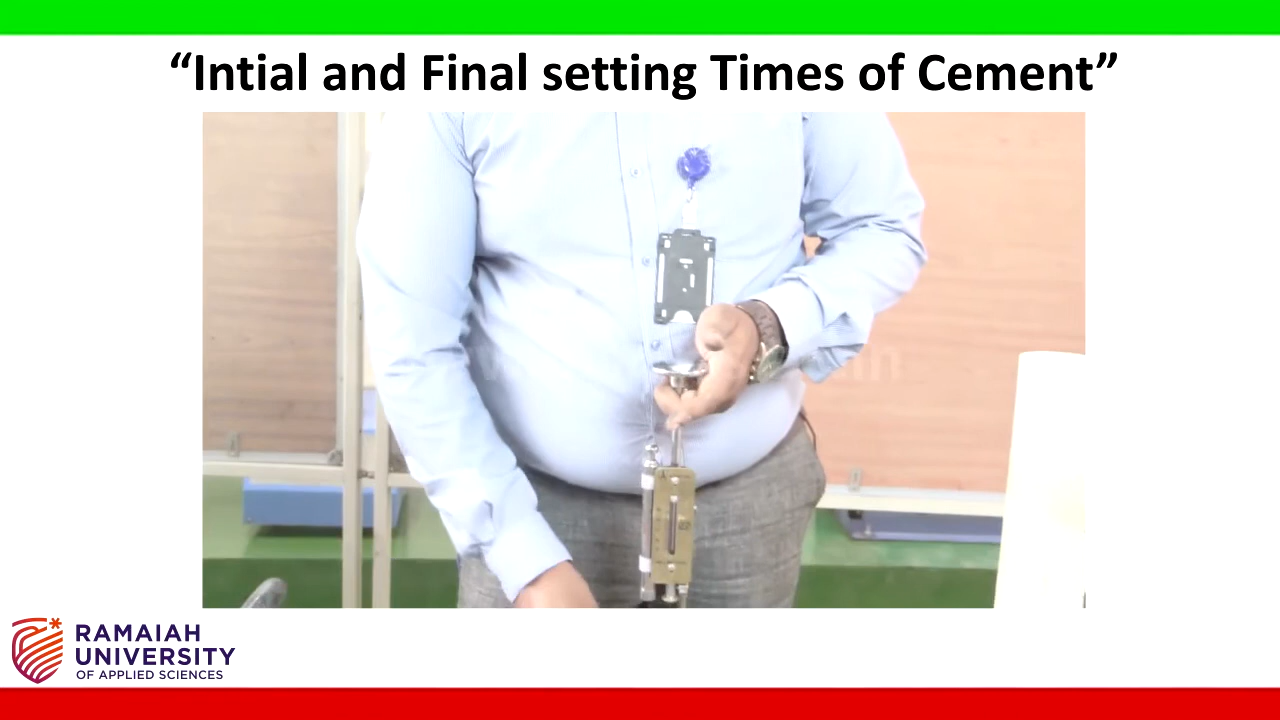 “Intial and Final setting Times of Cement”
RAMAIAH
UNIVERSITY
OF APPLIED SCIENCES